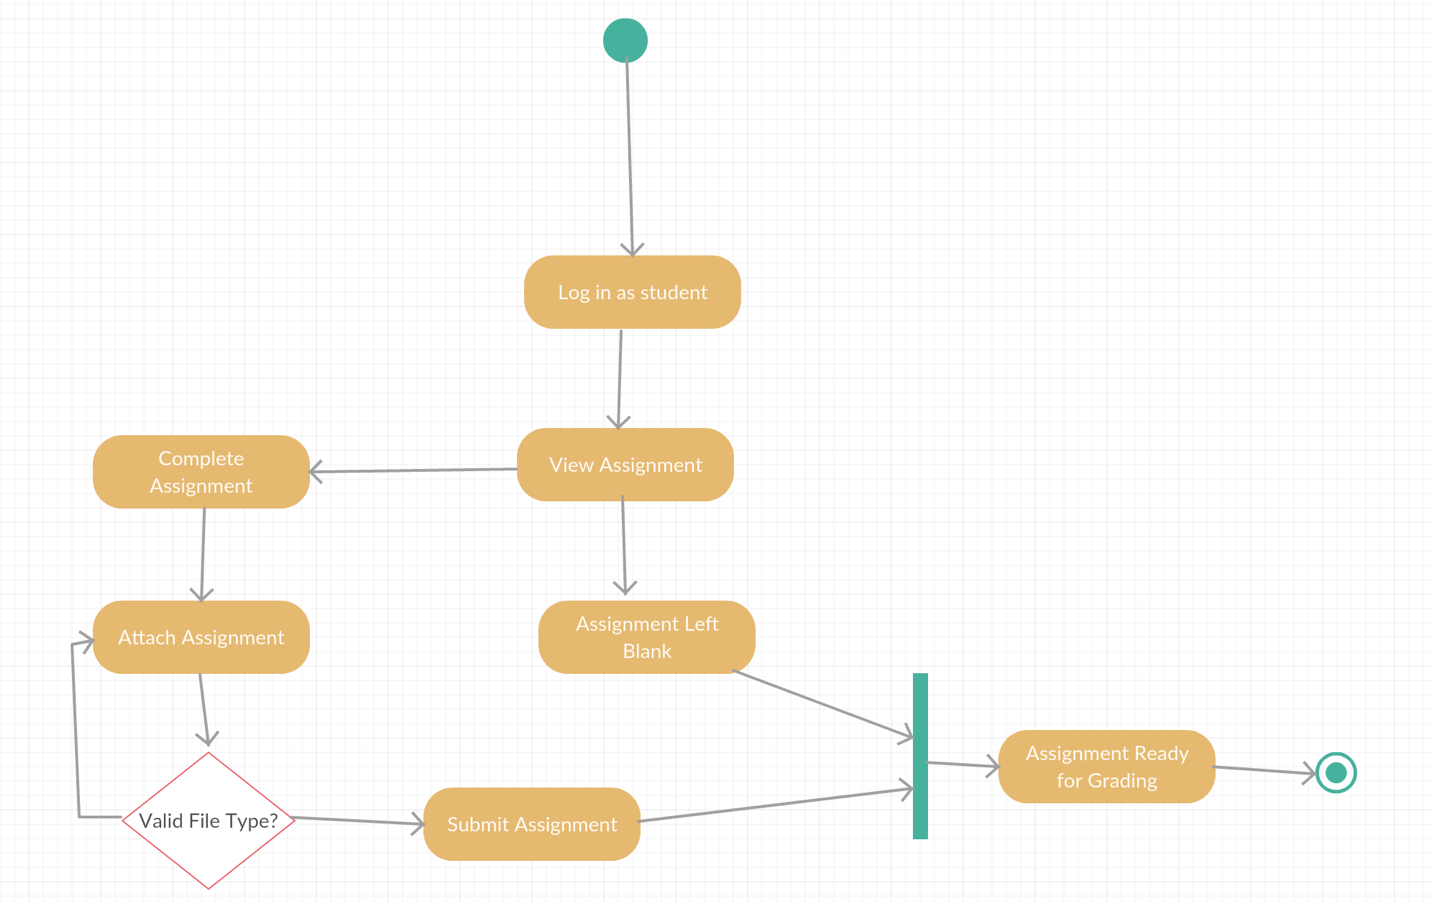 Log in as student
View Assignment
Complete
Assignment
Attach Assignment
Assignment Left
Blank
Valid File Type?
Submit Assignment
Assignment Ready
for Grading